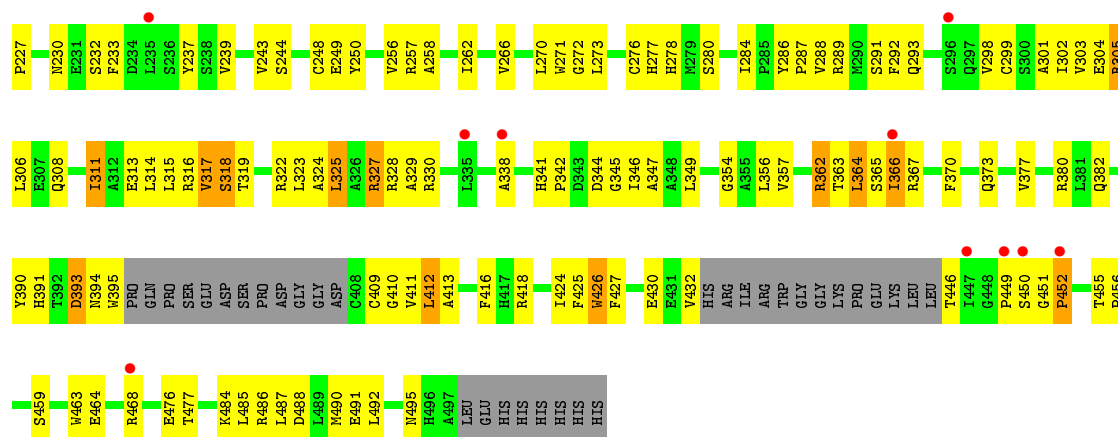 P227 N230 E231 S232 F233 D234 L235 S236 Y237 S238 V239 V243 S244 C248 E249 Y250 V256 R257 A258 I262 V266 L270 W271 G272 L273 C276 H277 H278 M279 S280 I284 P285 Y286 P287 V288 R289 M290 S291 F292 Q293 S296 Q297 V298 C299 S300 A301 I302 V303 E304 R305
L306 E307 Q308 I311 A312 E313 L314 L315 R316 V317 S318 T319 R322 L323 A324 L325 A326 R327 R328 A329 R330 L335 A338 H341 P342 D343 D344 G345 I346 A347 A348 L349 G354 A355 L356 V357 R362 T363 L364 S365 I366 R367 F370 Q373 V377 R380 L381 Q382
Y390 H391 T392 D393 N394 W395 PRO GLN PRO SER GLU ASP SER PRO ASP GLY GLY ASP C408 C409 G410 V411 L412 A413 F416 H417 R418 I424 F425 W426 F427 E430 E431 V432 HIS ARG ILE ARG TRP GLY GLY LYS PRO GLU LYS LEU LEU T446 I447 G448 P449 S450 G451 P452 T455
S459 W463 E464 R468 E476 T477 K484 L485 R486 L487 D488 L489 M490 E491 L492 N495 H496 A497 LEU GLU HIS HIS HIS HIS HIS HIS